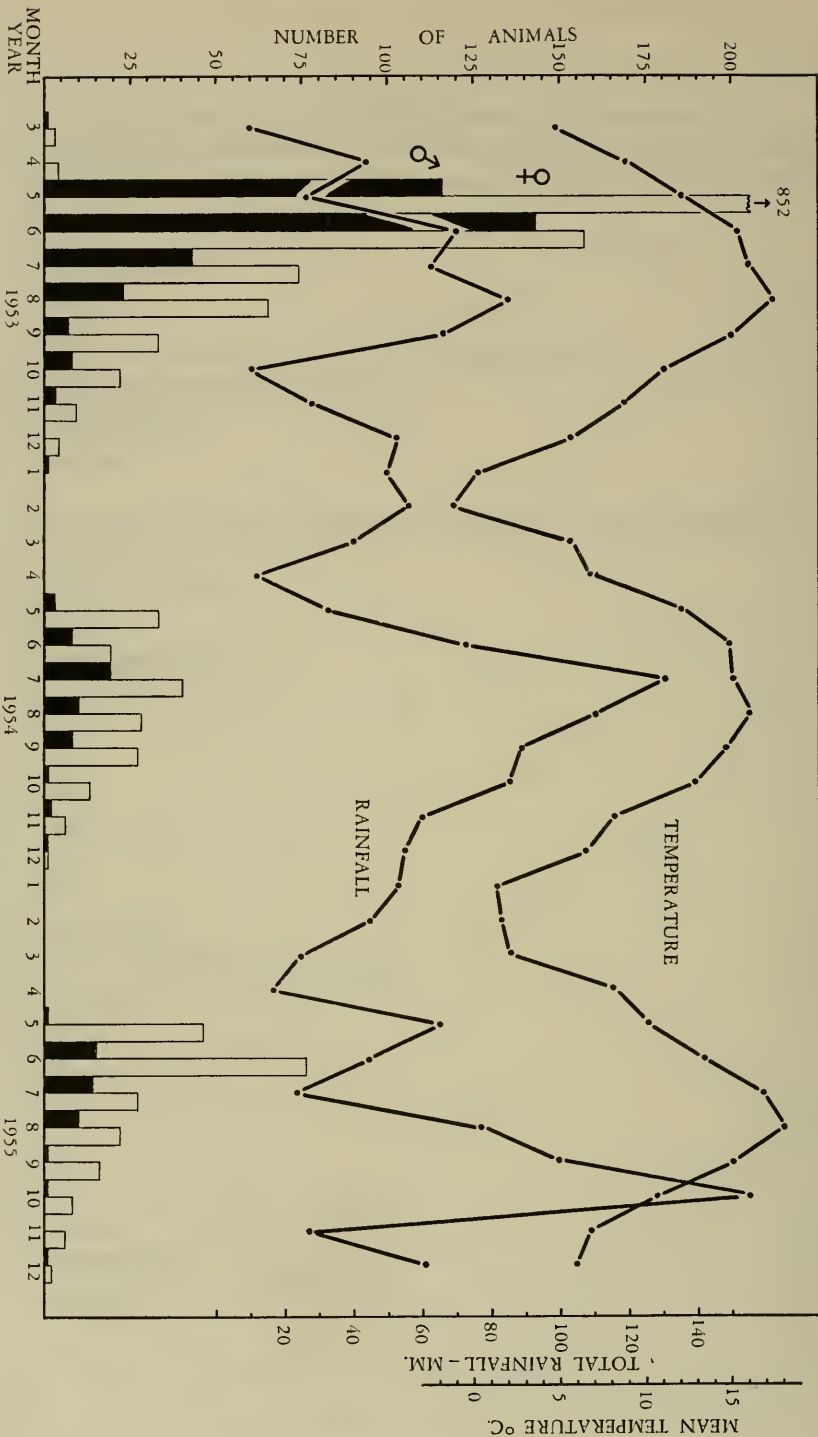 NUMBER OF ANIMALS
25 50 75 100 125 150 175 200
MONTH
YEAR
3 4 5 6 7 8 9 10 11 12 1 2 3 4 5 6 7 8 9 10 11 12 1 2 3 4 5 6 7 8 9 10 11 12
1953 1954 1955
♂
♀
852
RAINFALL
TEMPERATURE
20 40 60 80 100 120 140
TOTAL RAINFALL – MM.
0 5 10 15
MEAN TEMPERATURE °C.